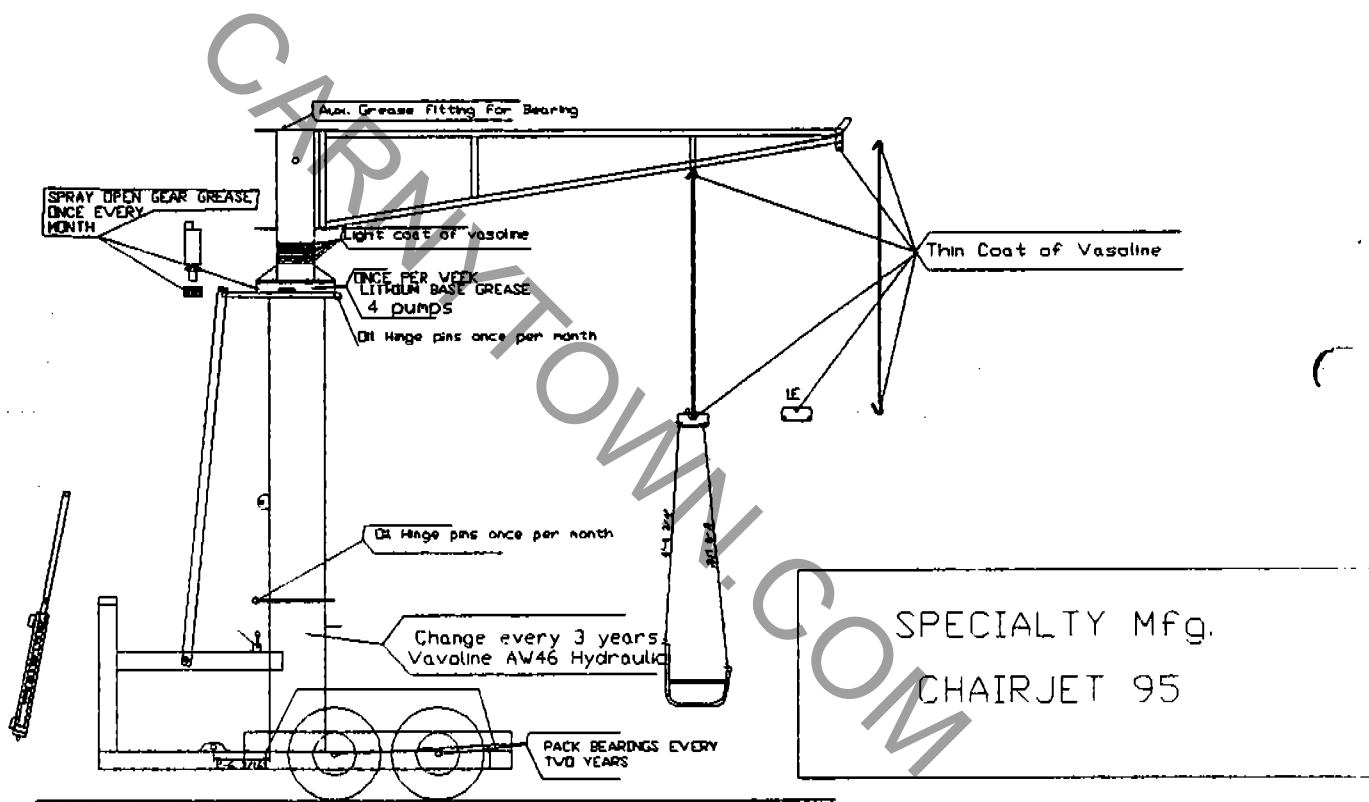 Aux. Grease fitting For Bearing
SPRAY OPEN GEAR GREASE
ONCE EVERY
MONTH
Light coat of vasoline
Thin Coat of Vasoline
ONCE PER WEEK
LITHIUM BASE GREASE
4 pumps
Oil Hinge pins once per month
LE
Oil Hinge pins once per month
Change every 3 years.
Vavoline AW46 Hydraulic
SPECIALTY Mfg.
CHAIRJET 95
PACK BEARINGS EVERY
TWO YEARS
CARNYTOWN.COM